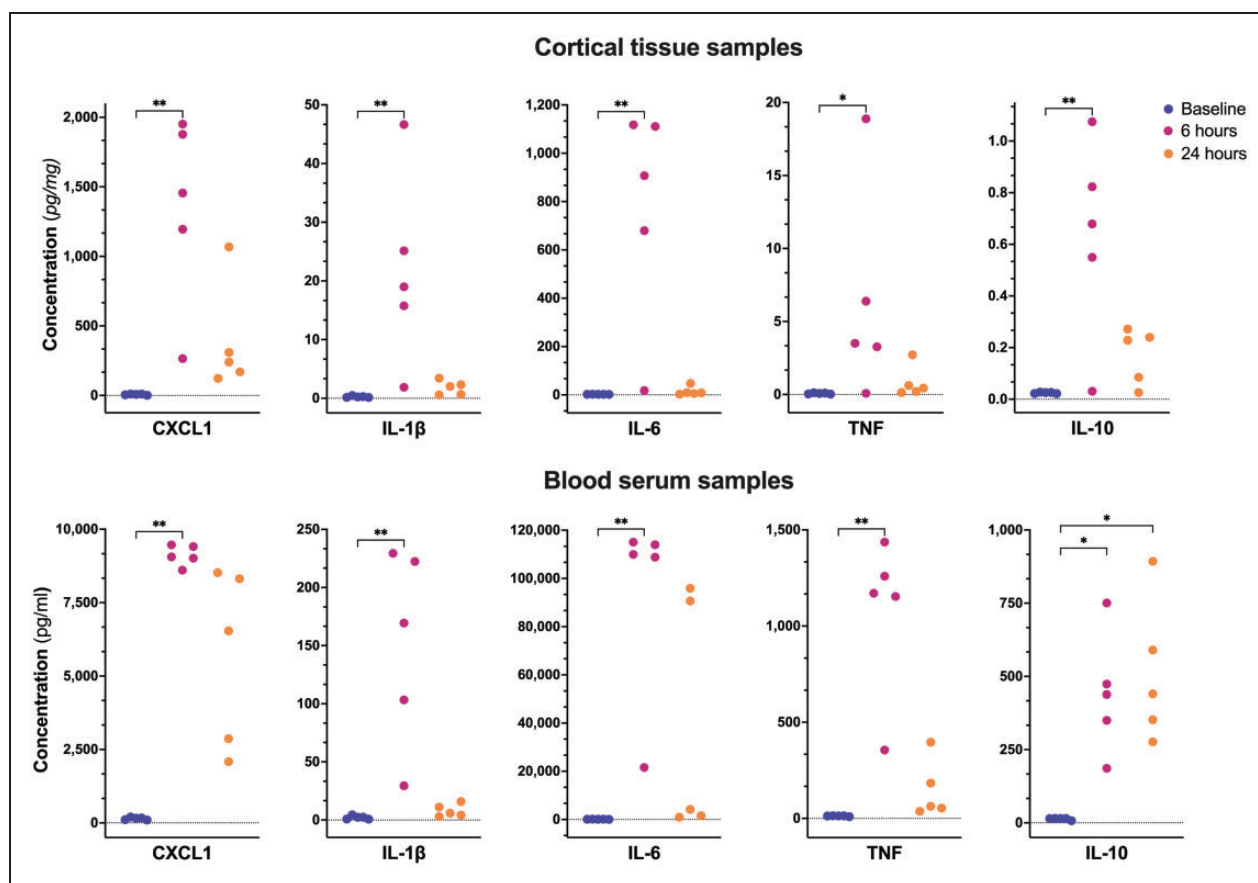 Cortical tissue samples
Concentration (pg/mg)
** ** ** * **
2,000
1,500
1,000
500
0
CXCL1
50
40
30
20
10
0
IL-1β
1,200
1,000
800
600
400
200
0
IL-6
20
15
10
5
0
TNF
1.0
0.8
0.6
0.4
0.2
0.0
IL-10
Baseline
6 hours
24 hours
Blood serum samples
Concentration (pg/ml)
** ** ** ** * *
10,000
7,500
5,000
2,500
0
CXCL1
250
200
150
100
50
0
IL-1β
120,000
100,000
80,000
60,000
40,000
20,000
0
IL-6
1,500
1,000
500
0
TNF
1,000
750
500
250
0
IL-10